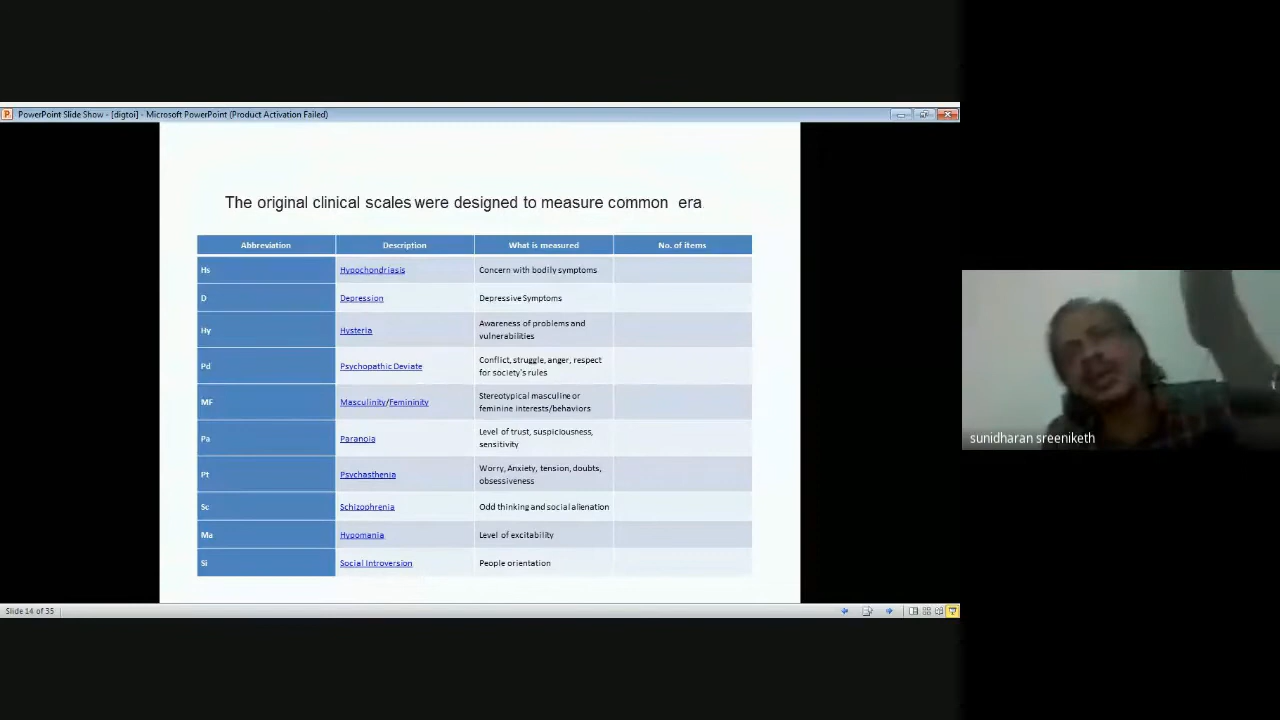 PowerPoint Slide Show - [digtoi] - Microsoft PowerPoint (Product Activation Failed)
The original clinical scales were designed to measure common era
Abbreviation Description What is measured No. of items
Hs Hypochondriasis Concern with bodily symptoms
D Depression Depressive Symptoms
Hy Hysteria Awareness of problems and
vulnerabilities
Pd Psychopathic Deviate Conflict, struggle, anger, respect
for society's rules
MF Masculinity/Femininity Stereotypical masculine or
feminine interests/behaviors
Pa Paranoia Level of trust, suspiciousness,
sensitivity
Pt Psychasthenia Worry, Anxiety, tension, doubts,
obsessiveness
Sc Schizophrenia Odd thinking and social alienation
Ma Hypomania Level of excitability
Si Social Introversion People orientation
sunidharan sreeniketh
Slide 14 of 35